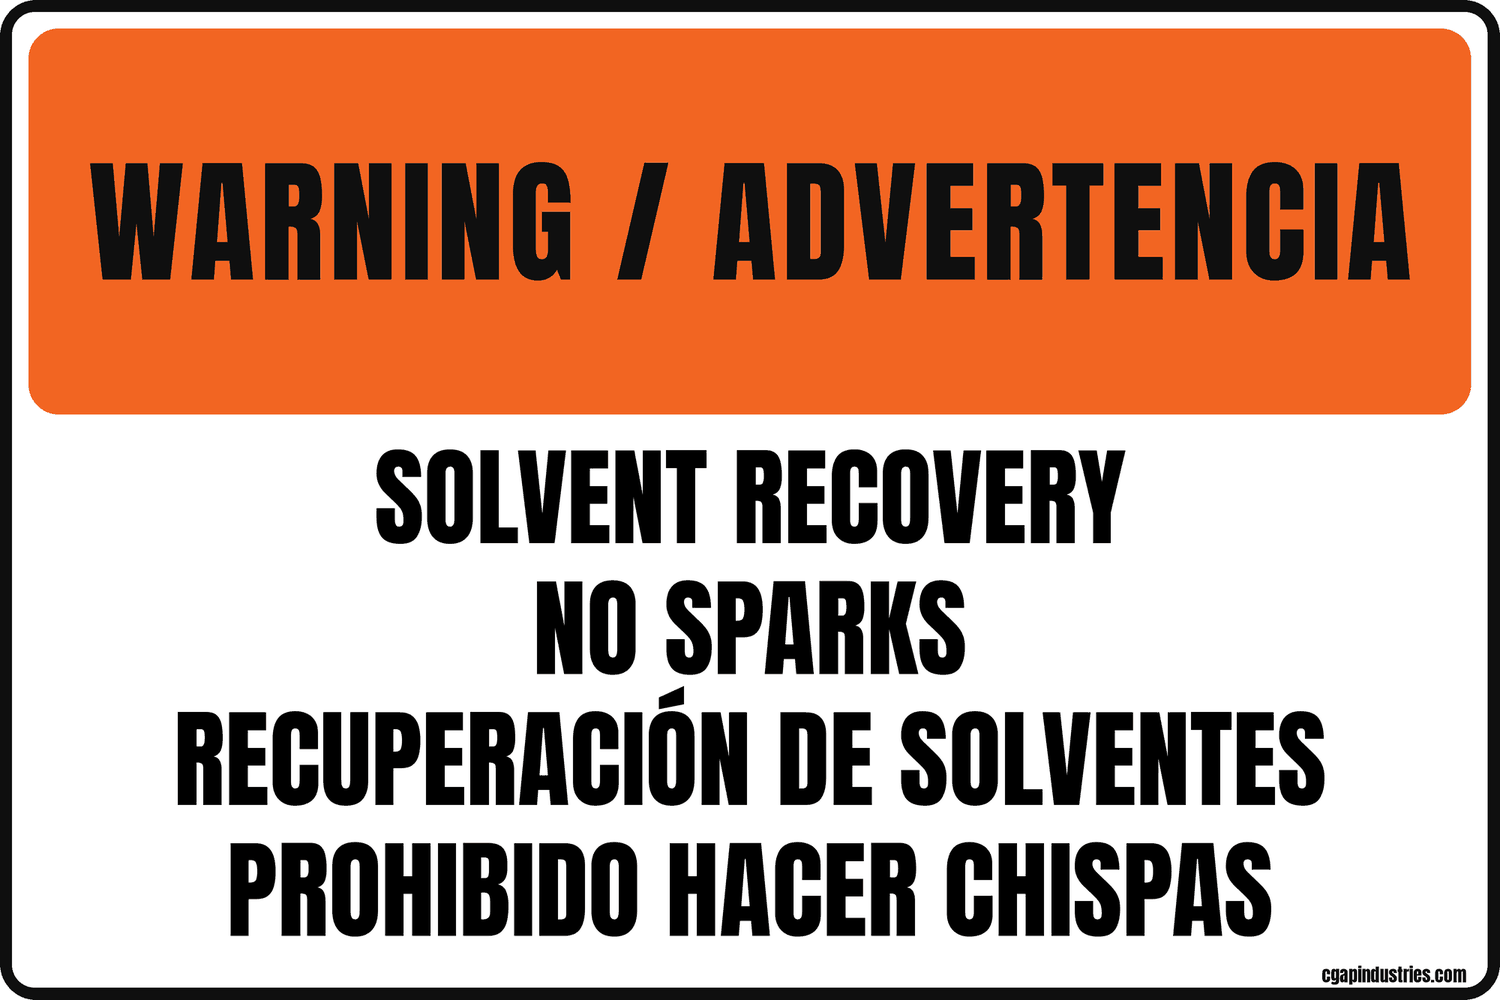 WARNING / ADVERTENCIA
SOLVENT RECOVERY
NO SPARKS
RECUPERACIÓN DE SOLVENTES
PROHIBIDO HACER CHISPAS
cgapindustries.com